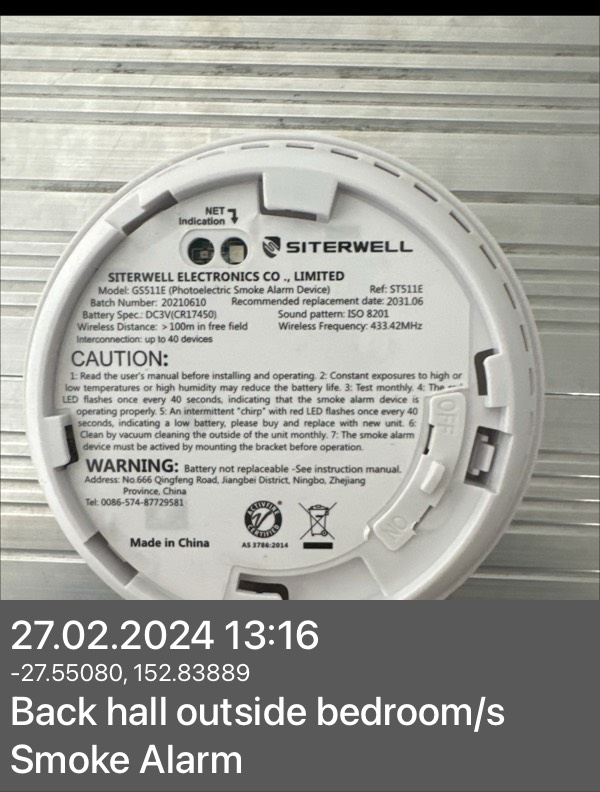 NET
Indication
SITERWELL
SITERWELL ELECTRONICS CO ., LIMITED
Model: GS511E (Photoelectric Smoke Alarm Device) Ref: ST511E
Batch Number: 20210610 Recommended replacement date: 2031.06
Battery Spec.: DC3V(CR17450) Sound pattern: ISO 8201
Wireless Distance: >100m in free field Wireless Frequency: 433.42MHz
Interconnection: up to 40 devices
CAUTION:
1: Read the user's manual before installing and operating. 2: Constant exposures to high or
low temperatures or high humidity may reduce the battery life. 3: Test monthly. 4: The
LED flashes once every 40 seconds, indicating that the smoke alarm device is
operating properly. 5: An intermittent "chirp" with red LED flashes once every 40
seconds, indicating a low battery, please buy and replace with new unit. 6:
Clean by vacuum cleaning the outside of the unit monthly. 7: The smoke alarm
device must be actived by mounting the bracket before operation.
OFF
ON
WARNING: Battery not replaceable -See instruction manual.
Address: No.666 Qingfeng Road, Jiangbei District, Ningbo, Zhejiang
Province, China
Tel: 0086-574-87729581
ACTIVFIRE
CERTIFIED
Made in China
AS 3786:2014
27.02.2024 13:16
-27.55080, 152.83889
Back hall outside bedroom/s
Smoke Alarm